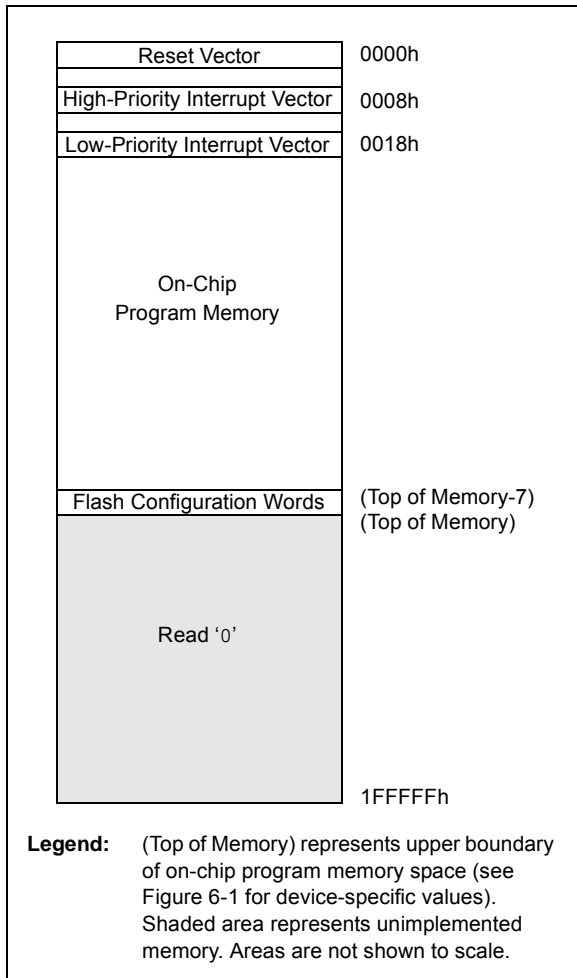 Reset Vector 0000h
High-Priority Interrupt Vector 0008h
Low-Priority Interrupt Vector 0018h
On-Chip
Program Memory
Flash Configuration Words (Top of Memory-7)
(Top of Memory)
Read ‘0’
1FFFFFh
Legend: (Top of Memory) represents upper boundary
of on-chip program memory space (see
Figure 6-1 for device-specific values).
Shaded area represents unimplemented
memory. Areas are not shown to scale.